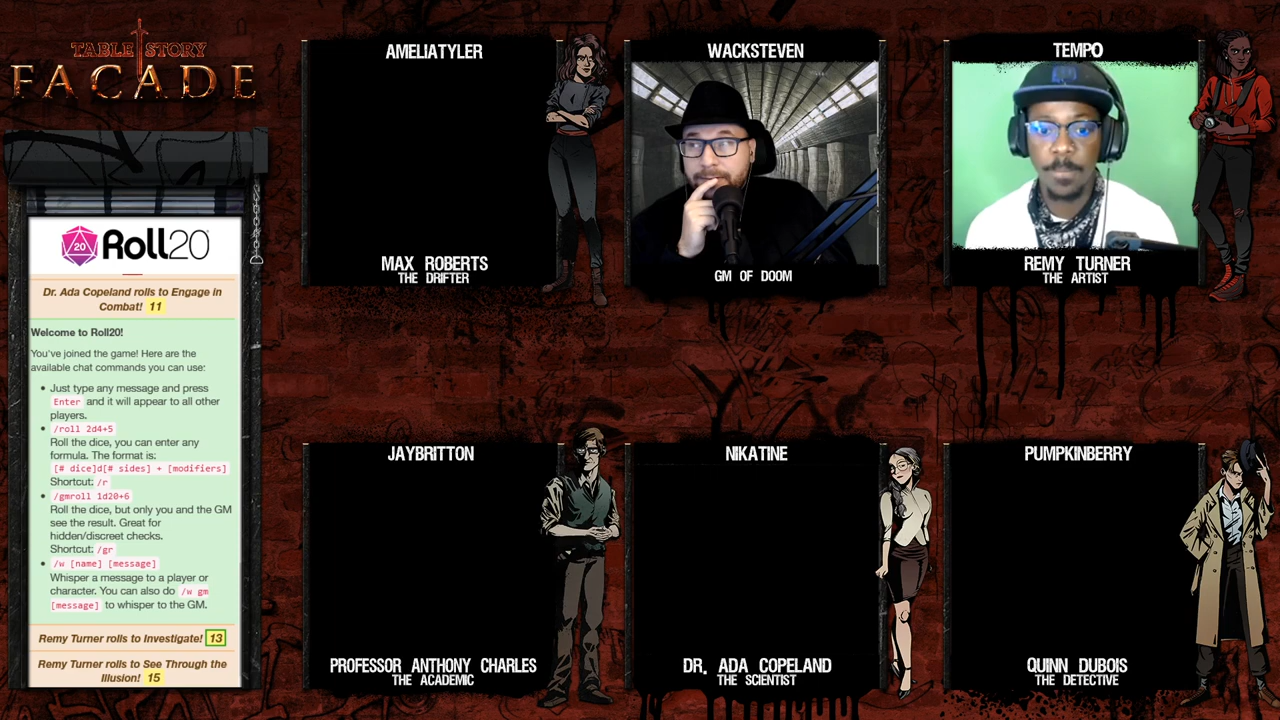 TABLE STORY
FACADE
20
Roll20
Dr. Ada Copeland rolls to Engage in
Combat! 11
Welcome to Roll20!
You've joined the game! Here are the
available chat commands you can use:
• Just type any message and press
Enter and it will appear to all other
players.
• /roll 2d4+5
Roll the dice, you can enter any
formula. The format is:
[# dice]d[# sides] + [modifiers]
Shortcut: /r
• /gmroll 1d20+6
Roll the dice, but only you and the GM
see the result. Great for
hidden/discreet checks.
Shortcut: /gr
• /w [name] [message]
Whisper a message to a player or
character. You can also do /w gm
[message] to whisper to the GM.
Remy Turner rolls to Investigate! 13
Remy Turner rolls to See Through the
Illusion! 15
AMELIATYLER
MAX ROBERTS
THE DRIFTER
WACKSTEVEN
GM OF DOOM
TEMPO
REMY TURNER
THE ARTIST
JAYBRITTON
PROFESSOR ANTHONY CHARLES
THE ACADEMIC
NIKATINE
DR. ADA COPELAND
THE SCIENTIST
PUMPKINBERRY
QUINN DUBOIS
THE DETECTIVE